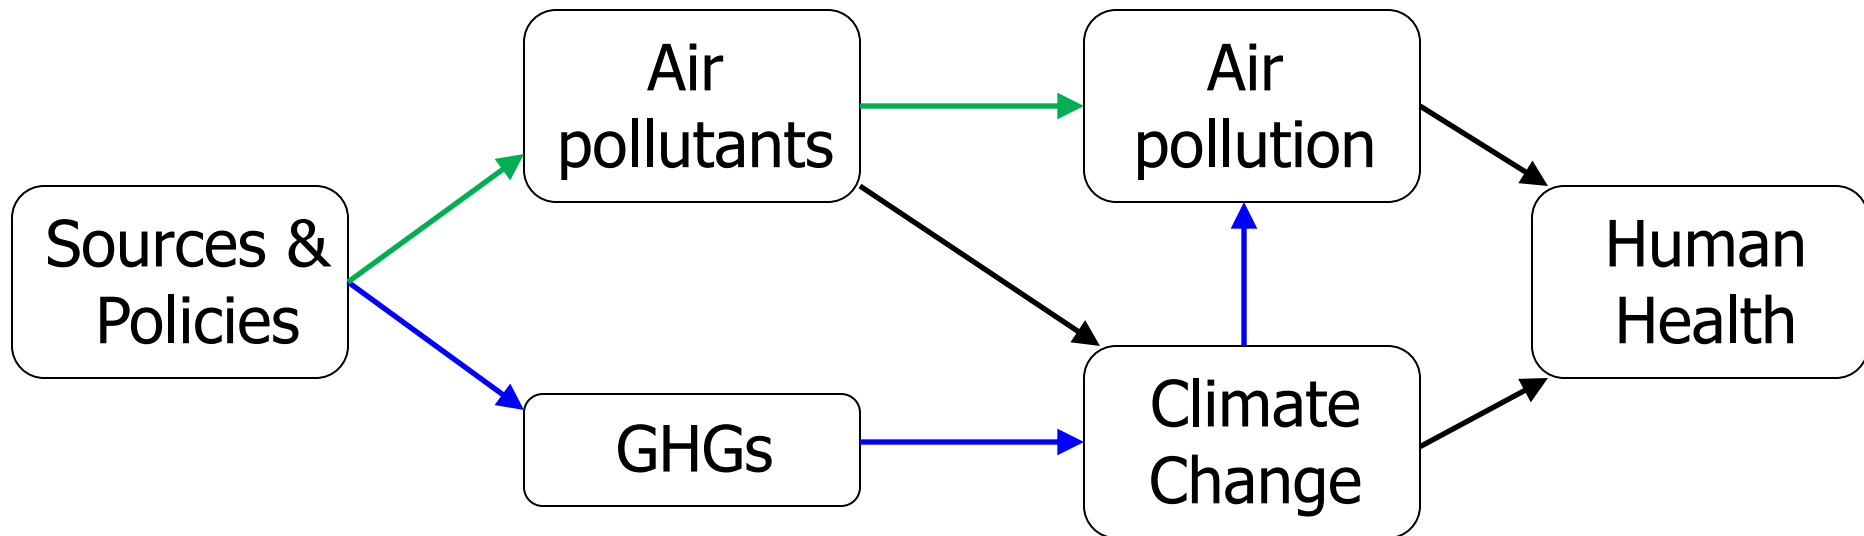 Sources &
Policies
Air
pollutants
GHGs
Air
pollution
Climate
Change
Human
Health